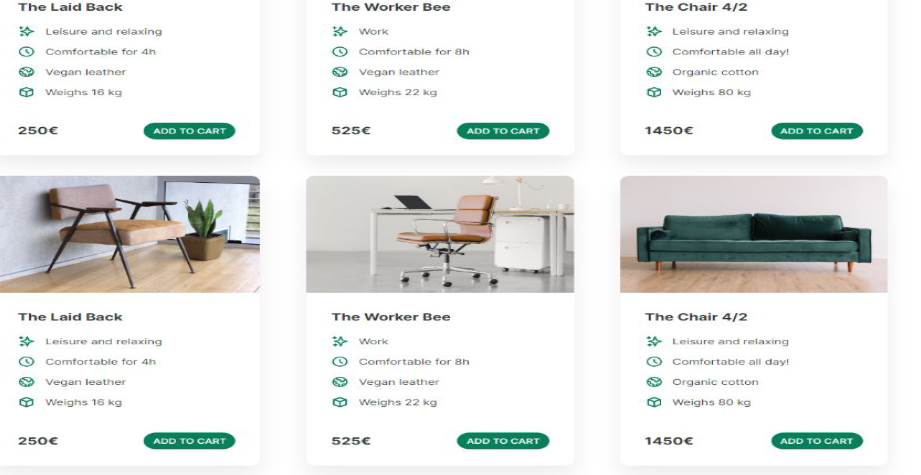 The Laid Back
Leisure and relaxing
Comfortable for 4h
Vegan leather
Weighs 16 kg
250€
ADD TO CART
The Worker Bee
Work
Comfortable for 8h
Vegan leather
Weighs 22 kg
525€
ADD TO CART
The Chair 4/2
Leisure and relaxing
Comfortable all day!
Organic cotton
Weighs 80 kg
1450€
ADD TO CART
The Laid Back
Leisure and relaxing
Comfortable for 4h
Vegan leather
Weighs 16 kg
250€
ADD TO CART
The Worker Bee
Work
Comfortable for 8h
Vegan leather
Weighs 22 kg
525€
ADD TO CART
The Chair 4/2
Leisure and relaxing
Comfortable all day!
Organic cotton
Weighs 80 kg
1450€
ADD TO CART